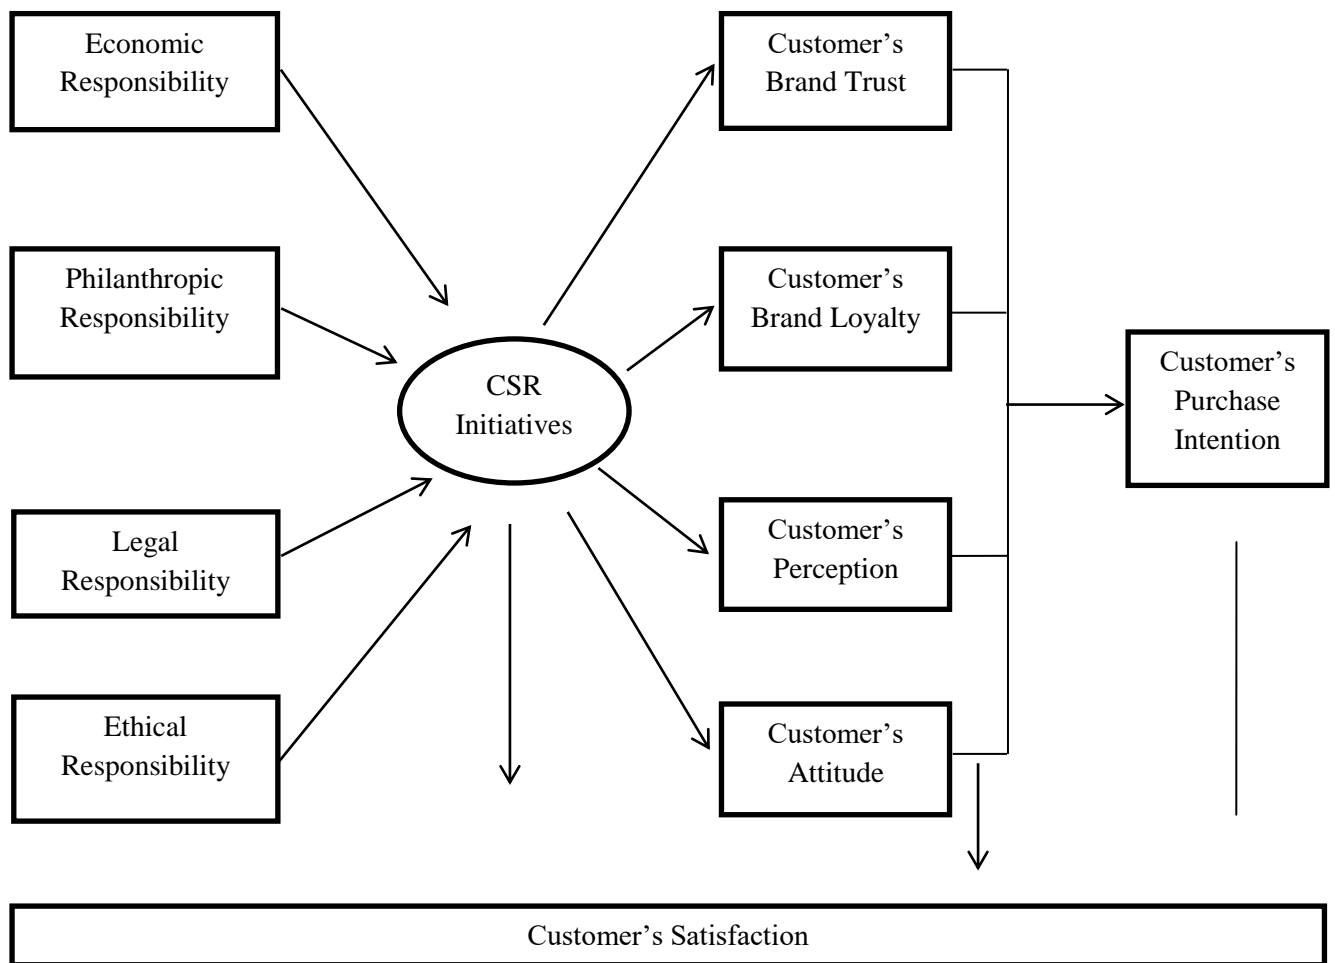 Economic
Responsibility
Philanthropic
Responsibility
Legal
Responsibility
Ethical
Responsibility
CSR
Initiatives
Customer’s
Brand Trust
Customer’s
Brand Loyalty
Customer’s
Perception
Customer’s
Attitude
Customer’s
Purchase
Intention
Customer’s Satisfaction